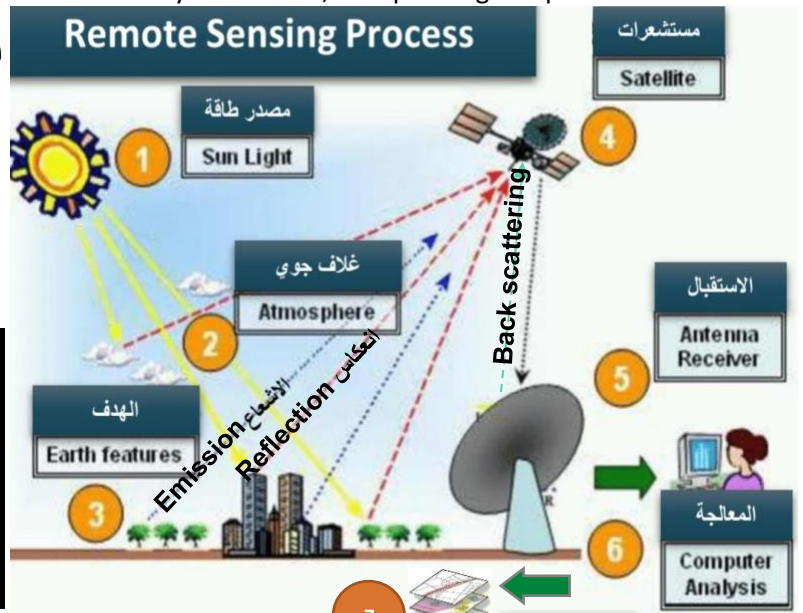 Remote Sensing Process
مستشعرات
Satellite
4
مصدر طاقة
Sun Light
1
غلاف جوي
Atmosphere
2
Back scattering
الاستقبال
Antenna
Receiver
5
الهدف
Earth features
3
Emission الاشعاع
Reflection انعكاس
المعالجة
Computer
Analysis
6